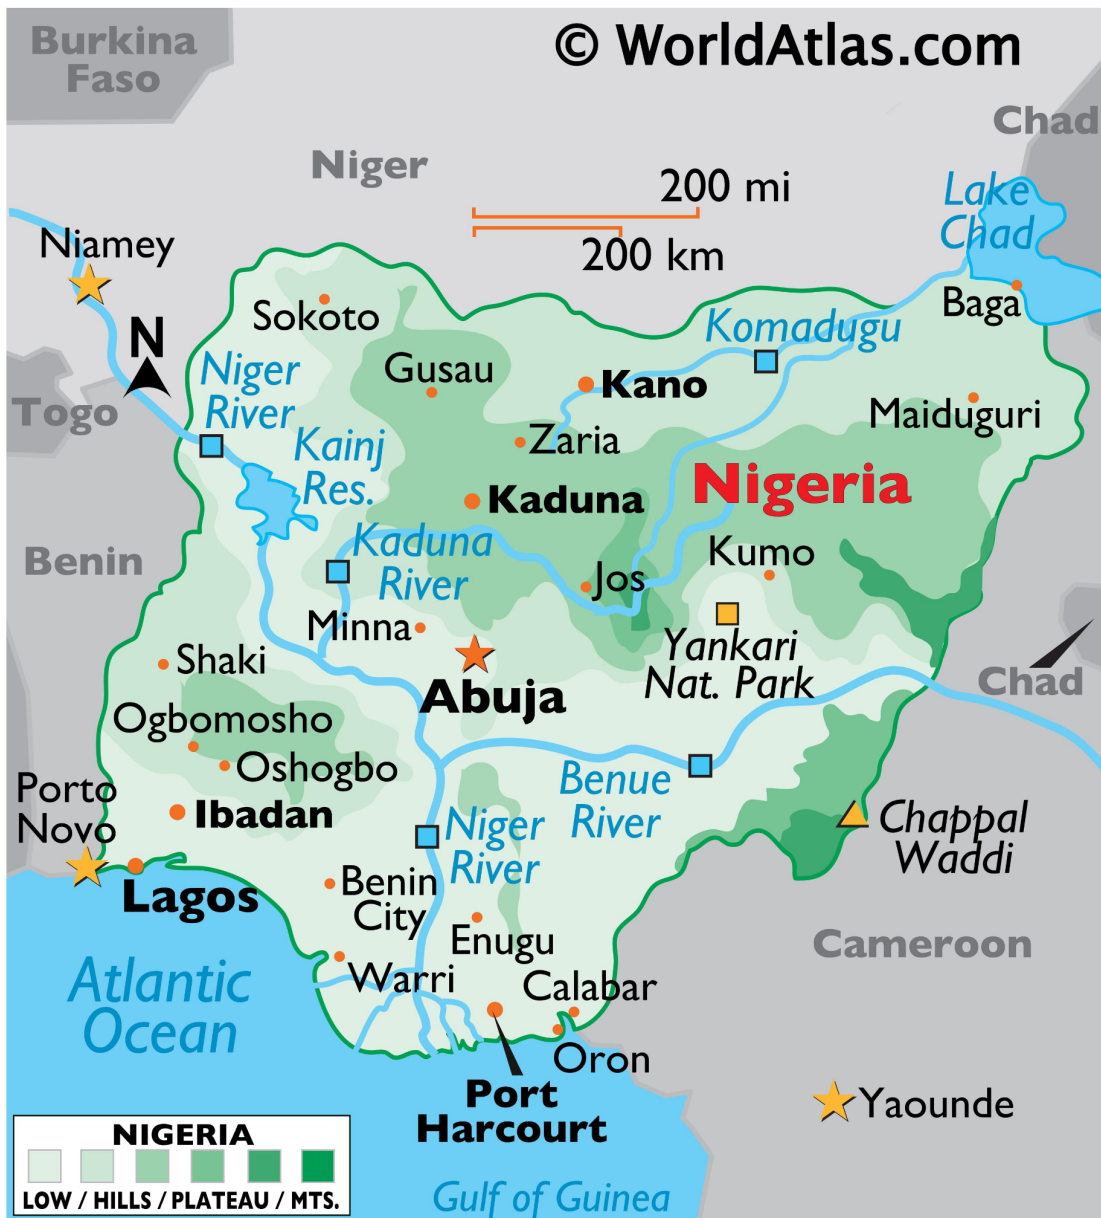 Burkina
Faso
© WorldAtlas.com
Chad
Niger
200 mi
200 km
Lake
Chad
Niamey
Baga
Sokoto
Komadugu
N
Niger
River
Gusau
Kano
Togo
Maiduguri
Kainj
Res.
Zaria
Nigeria
Kaduna
Benin
Kaduna
River
Kumo
Jos
Minna
Yankari
Nat. Park
Shaki
Abuja
Chad
Ogbomosho
Oshogbo
Porto
Novo
Ibadan
Benue
River
Niger
River
Chappal
Waddi
Lagos
Benin
City
Enugu
Cameroon
Atlantic
Ocean
Warri
Calabar
Oron
Port
Harcourt
Yaounde
NIGERIA
LOW / HILLS / PLATEAU / MTS.
Gulf of Guinea